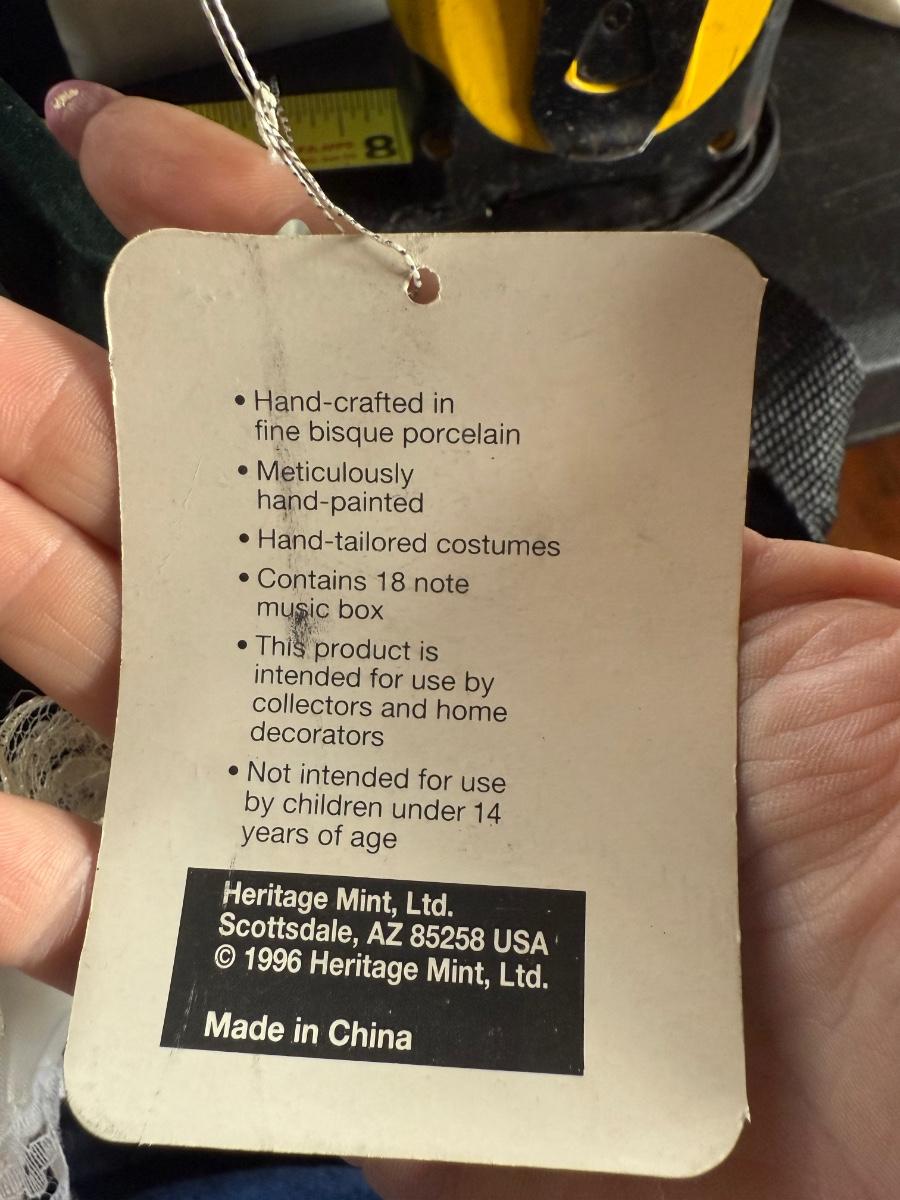 8
• Hand-crafted in
fine bisque porcelain
• Meticulously
hand-painted
• Hand-tailored costumes
• Contains 18 note
music box
• This product is
intended for use by
collectors and home
decorators
• Not intended for use
by children under 14
years of age
Heritage Mint, Ltd.
Scottsdale, AZ 85258 USA
© 1996 Heritage Mint, Ltd.
Made in China